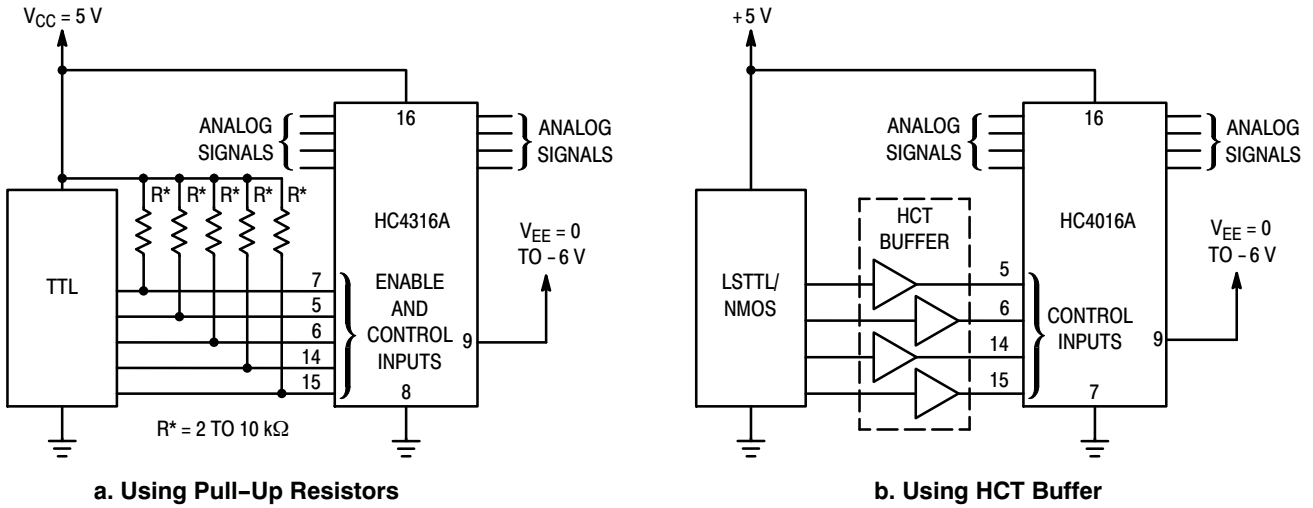 V_CC = 5 V
16
ANALOG
SIGNALS
ANALOG
SIGNALS
R* R* R* R* R*
HC4316A
TTL
V_EE = 0
TO -6 V
7
5
6
14
15
ENABLE
AND
CONTROL
INPUTS
9
8
R* = 2 TO 10 kΩ
a. Using Pull-Up Resistors
+5 V
16
ANALOG
SIGNALS
ANALOG
SIGNALS
HCT
BUFFER
HC4016A
LSTTL/
NMOS
V_EE = 0
TO -6 V
5
6
14
15
CONTROL
INPUTS
9
7
b. Using HCT Buffer